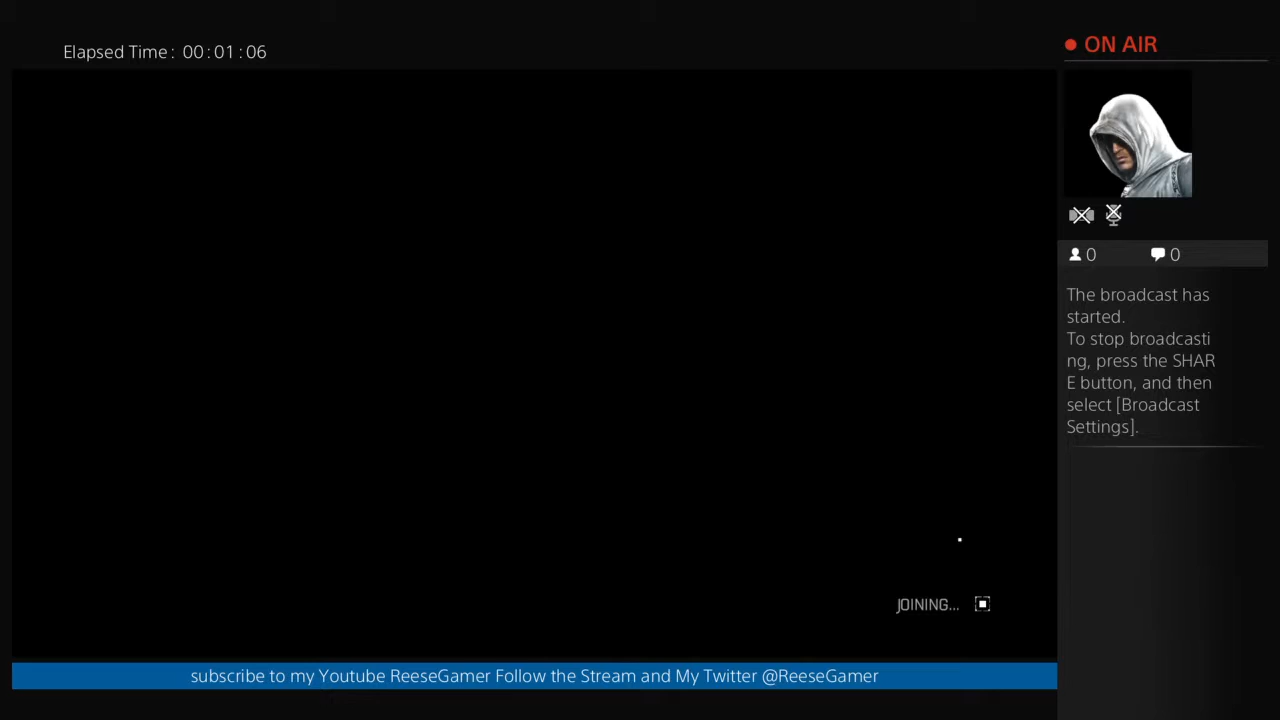 Elapsed Time: 00:01:06
ON AIR
0 0
The broadcast has
started.
To stop broadcasti
ng, press the SHAR
E button, and then
select [Broadcast
Settings].
JOINING...
subscribe to my Youtube ReeseGamer Follow the Stream and My Twitter @ReeseGamer